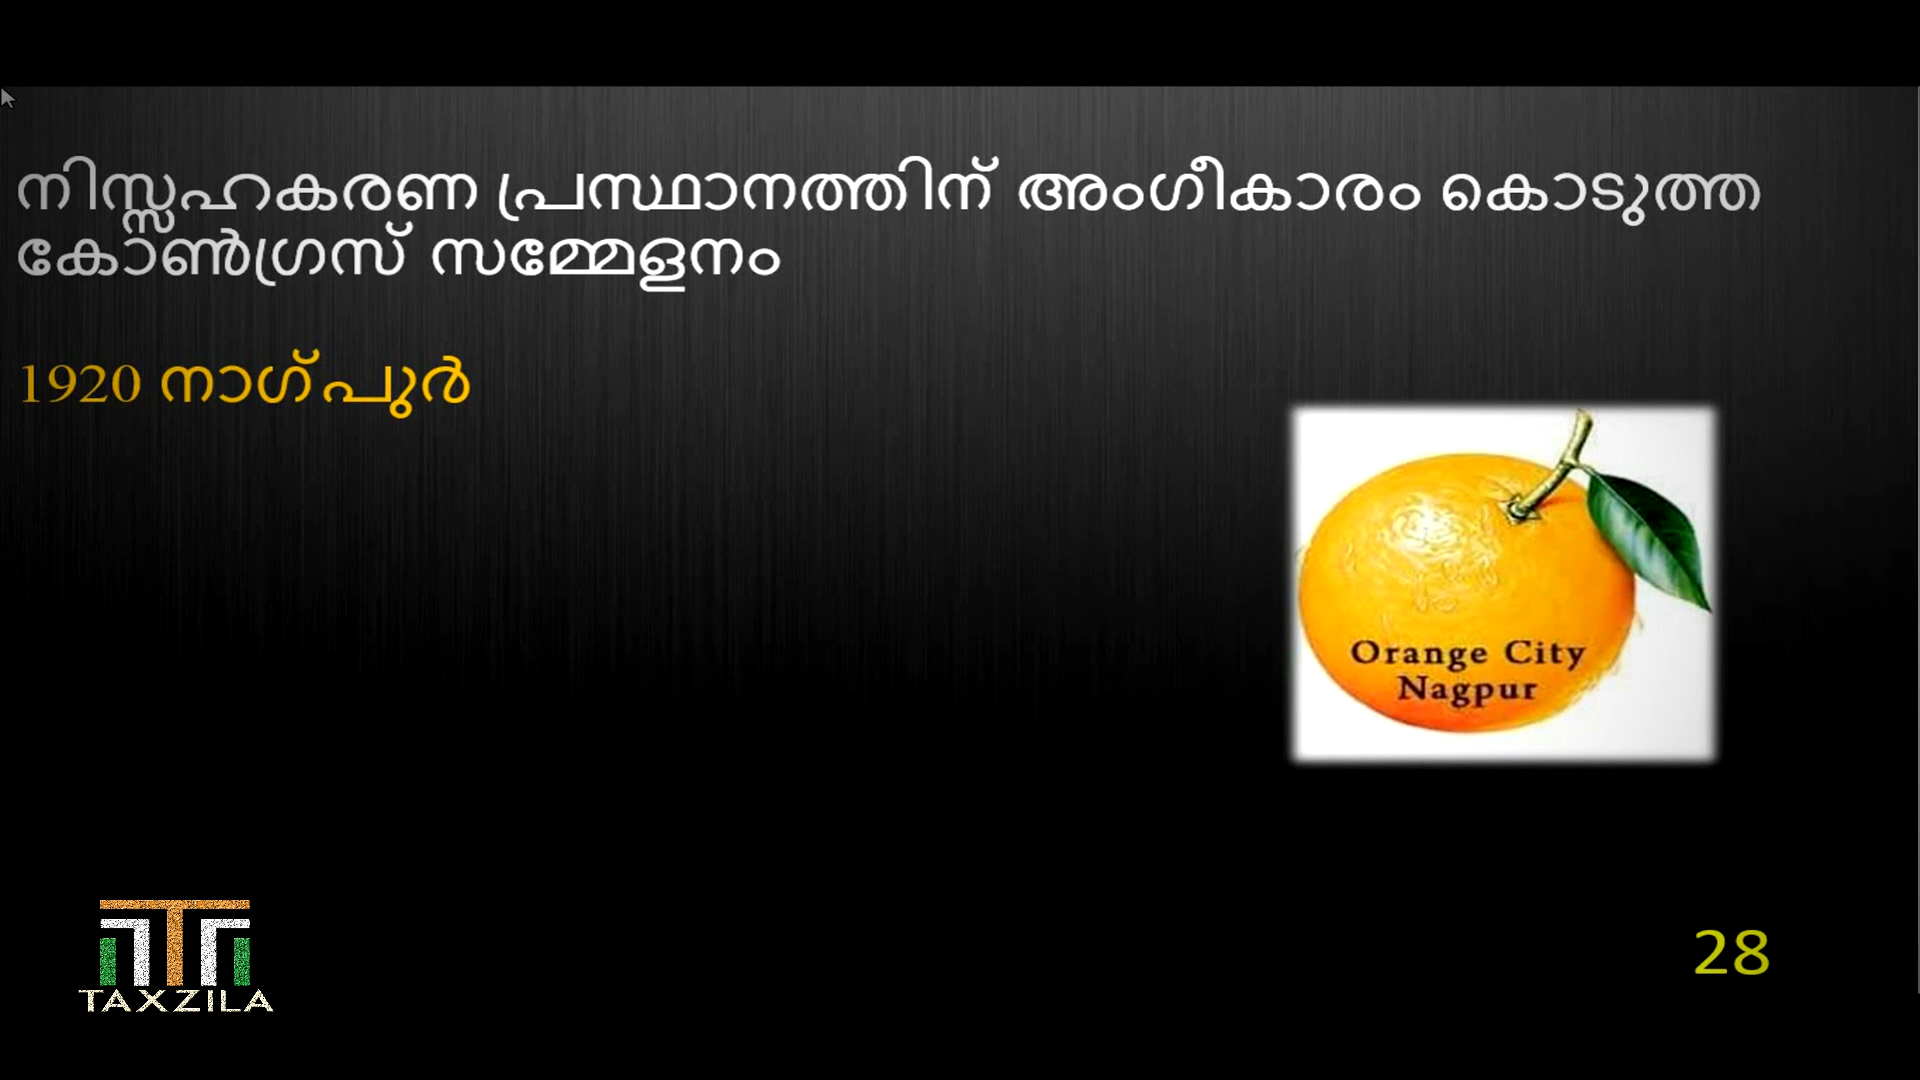 നിസ്സഹകരണ പ്രസ്ഥാനത്തിന് അംഗീകാരം കൊടുത്ത
കോൺഗ്രസ് സമ്മേളനം
1920 നാഗ്പുർ
Orange City
Nagpur
TAXZILA
28